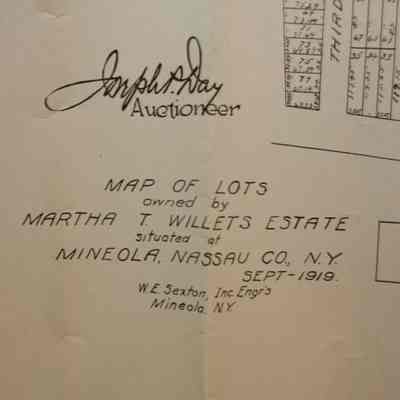 Joseph P. Day
Auctioneer
THIRD
MAP OF LOTS
owned by
MARTHA T. WILLETS ESTATE
situated at
MINEOLA, NASSAU CO., N.Y.
SEPT-1919.
W.E. Sexton, Inc. Engr's
Mineola, N.Y.